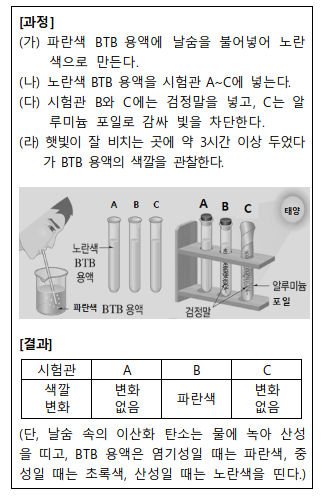 [과정]
(가) 파란색 BTB 용액에 날숨을 불어넣어 노란
색으로 만든다.
(나) 노란색 BTB 용액을 시험관 A~C에 넣는다.
(다) 시험관 B와 C에는 검정말을 넣고, C는 알
루미늄 포일로 감싸 빛을 차단한다.
(라) 햇빛이 잘 비치는 곳에 약 3시간 이상 두었다
가 BTB 용액의 색깔을 관찰한다.
A B C
A B C
태양
노란색
BTB
용액
파란색 BTB 용액
검정말
알루미늄
포일
[결과]
시험관 A B C
색깔 변화 변화
파란색
변화 없음 없음
(단, 날숨 속의 이산화 탄소는 물에 녹아 산성
을 띠고, BTB 용액은 염기성일 때는 파란색, 중
성일 때는 초록색, 산성일 때는 노란색을 띤다.)